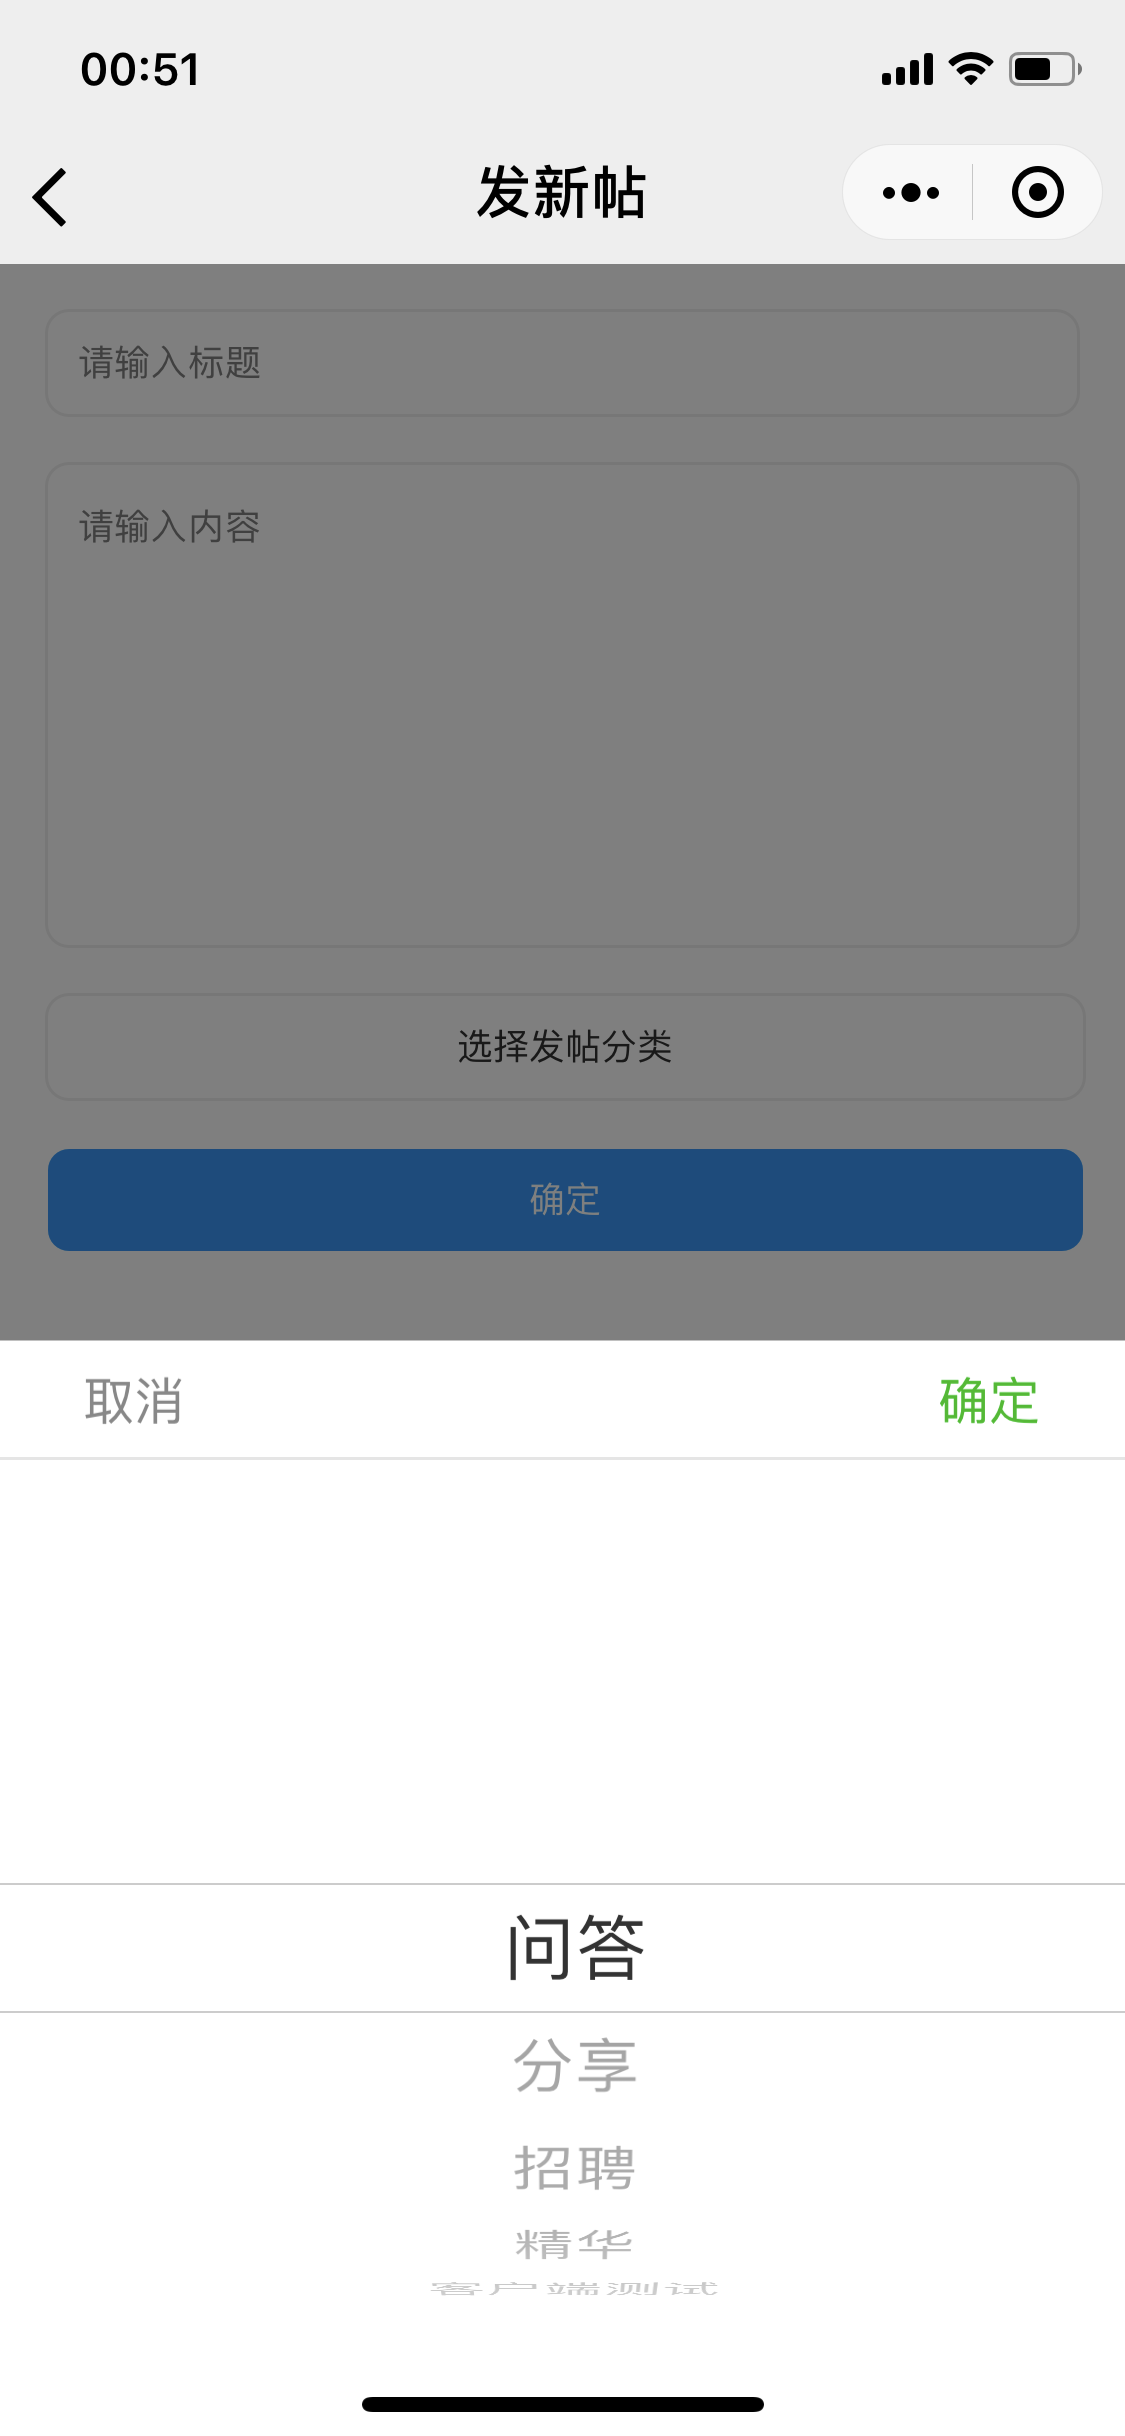 00:51
发新帖
请输入标题
请输入内容
选择发帖分类
确定
取消
确定
问答
分享
招聘
精华
客户端测试